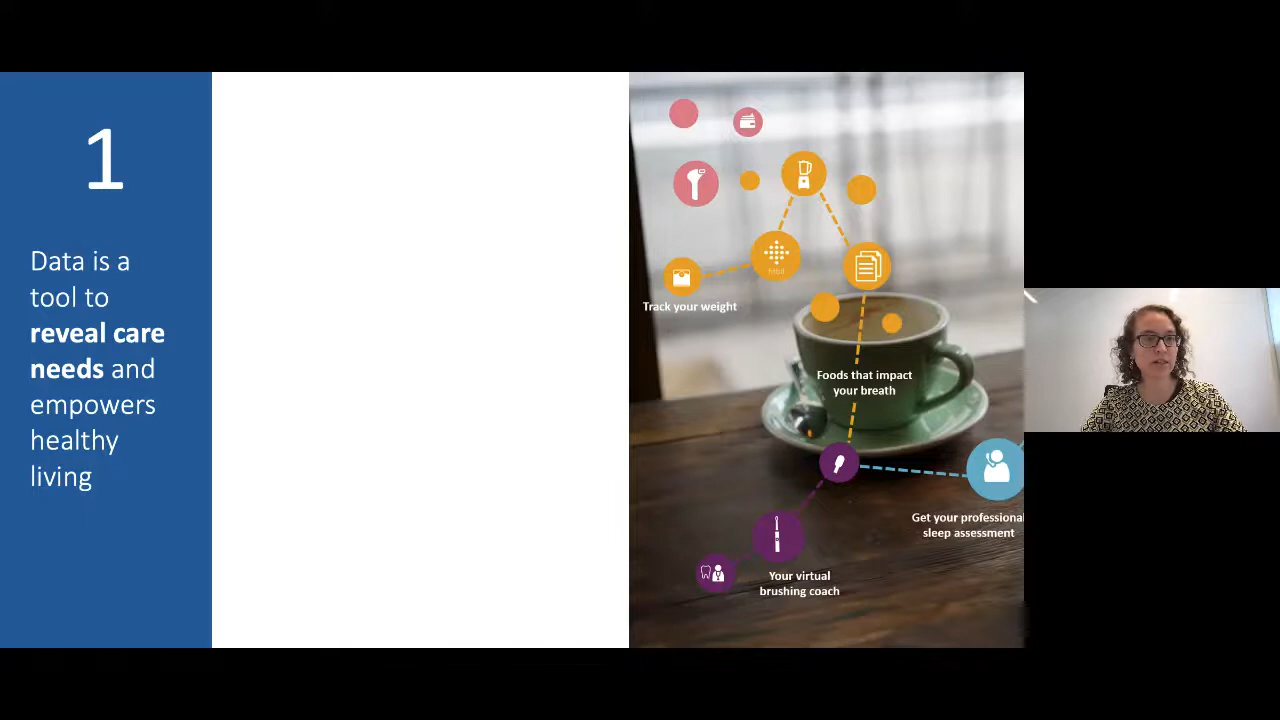 1
Data is a
tool to
reveal care
needs and
empowers
healthy
living
fitbit
Track your weight
Foods that impact
your breath
Get your professional
sleep assessment
Your virtual
brushing coach